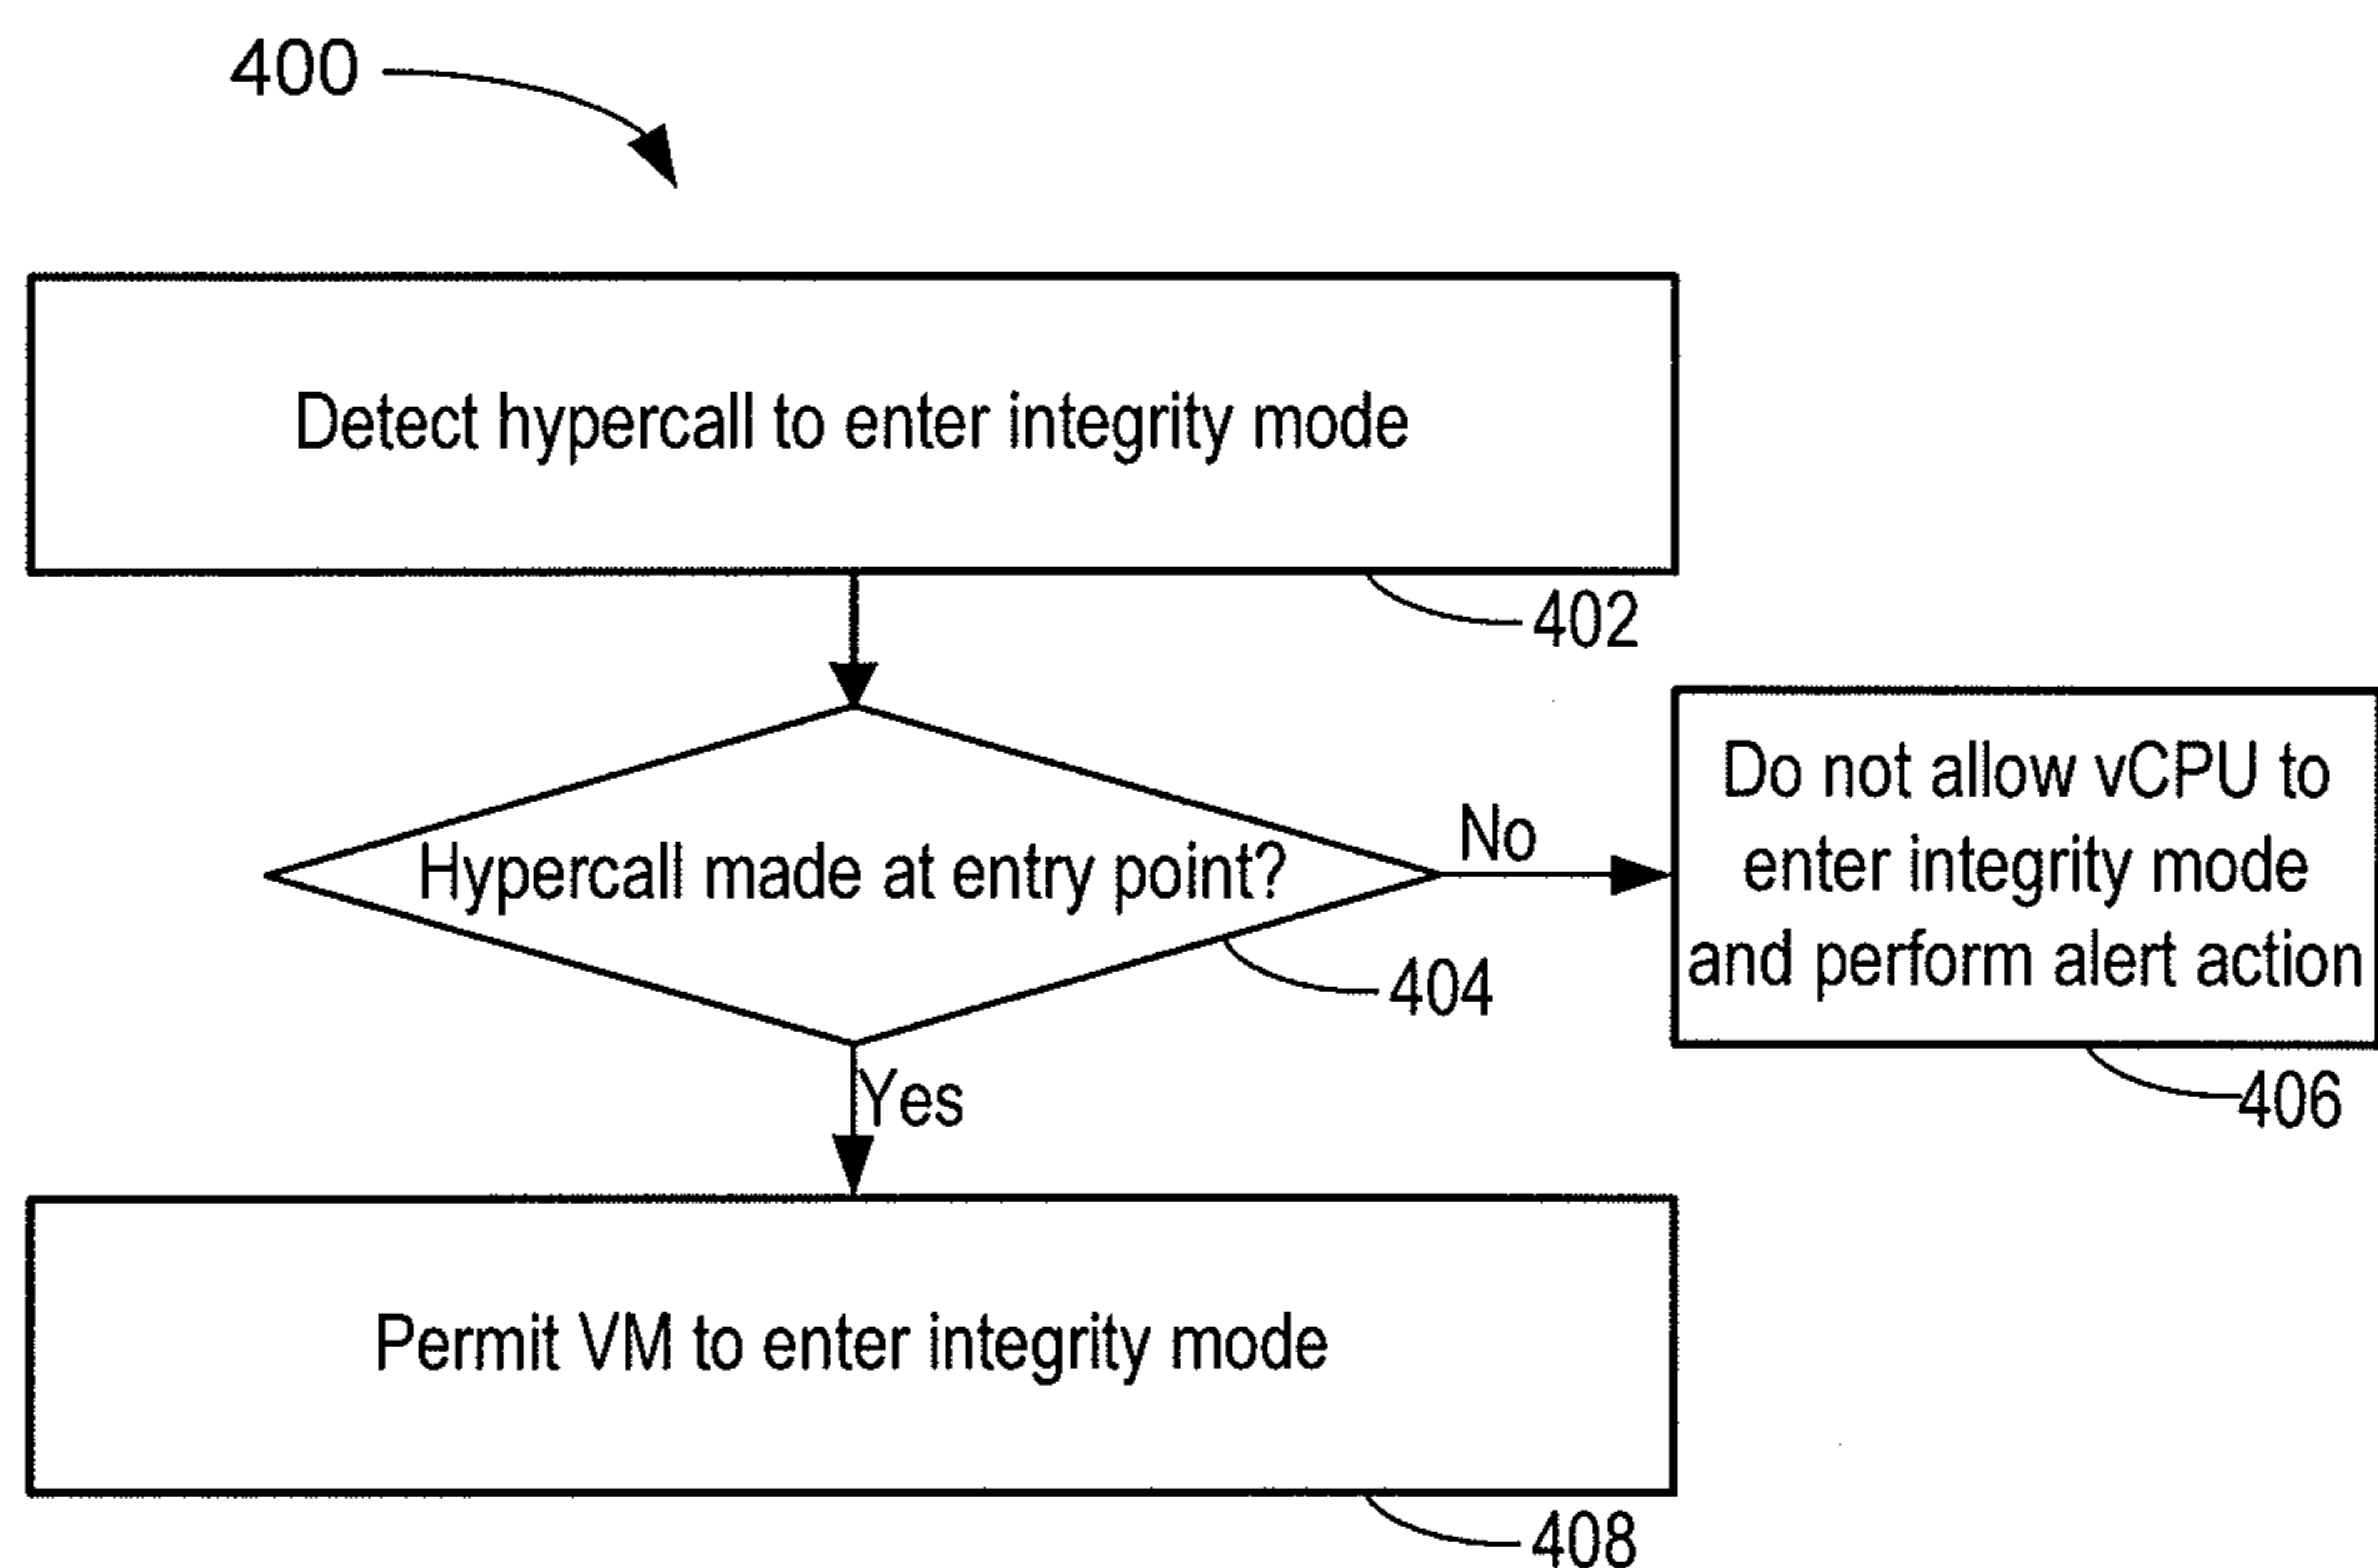 400
Detect hypercall to enter integrity mode
402
Hypercall made at entry point?
404
No
Do not allow vCPU to
enter integrity mode
and perform alert action
406
Yes
Permit VM to enter integrity mode
408